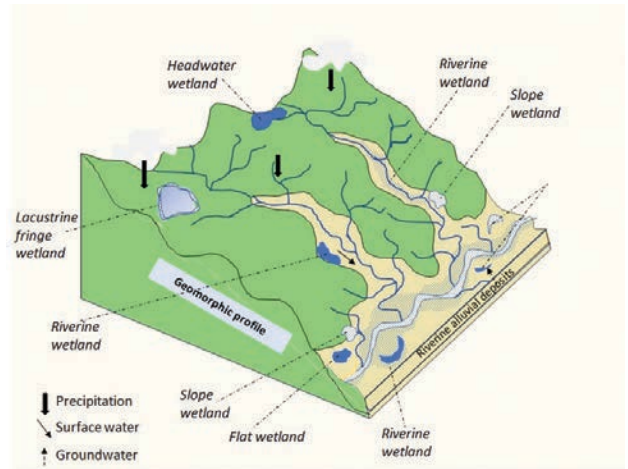 Headwater
wetland
Riverine
wetland
Slope
wetland
Lacustrine
fringe
wetland
Geomorphic profile
Riverine alluvial deposits
Riverine
wetland
Slope
wetland
Flat wetland
Riverine
wetland
Precipitation
Surface water
Groundwater